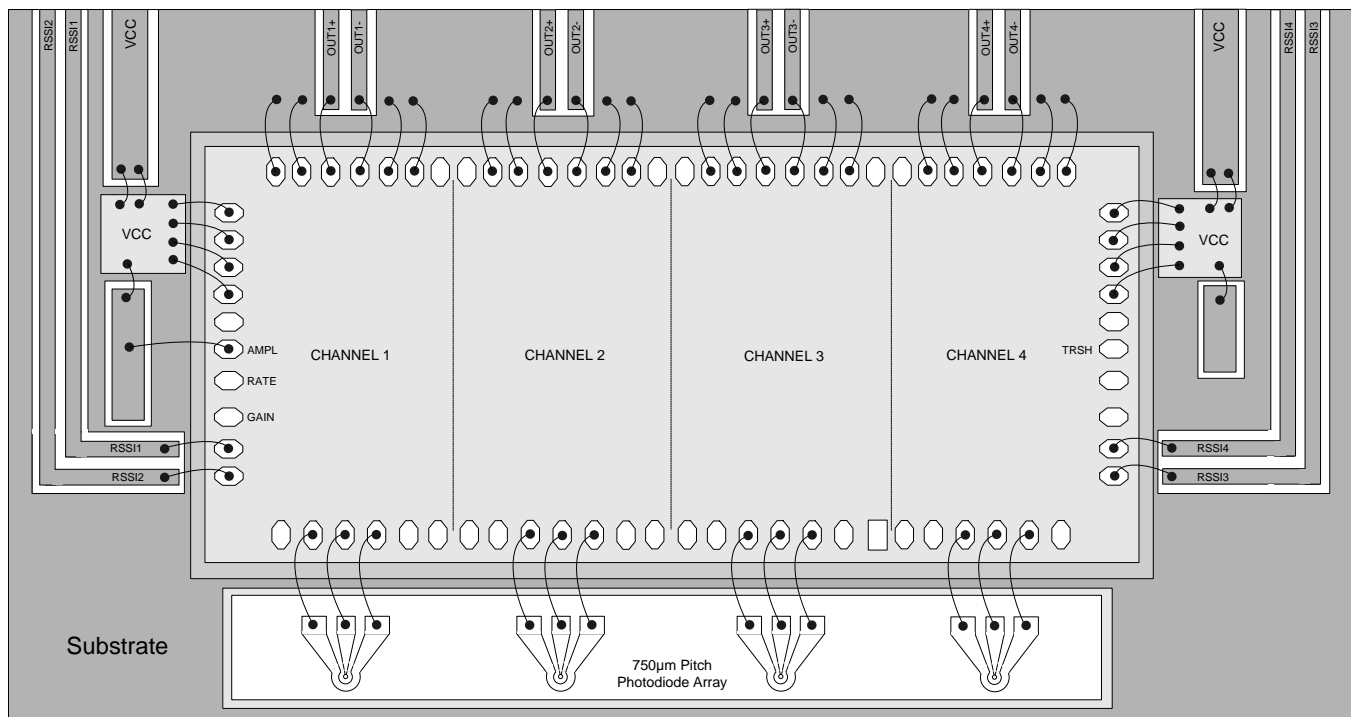 RSSI2
RSSI1
VCC
OUT1+
OUT1-
OUT2+
OUT2-
OUT3+
OUT3-
OUT4+
OUT4-
VCC
RSSI4
RSSI3
VCC
VCC
AMPL
CHANNEL 1
CHANNEL 2
CHANNEL 3
CHANNEL 4
TRSH
RATE
GAIN
RSSI1
RSSI4
RSSI2
RSSI3
Substrate
750µm Pitch
Photodiode Array